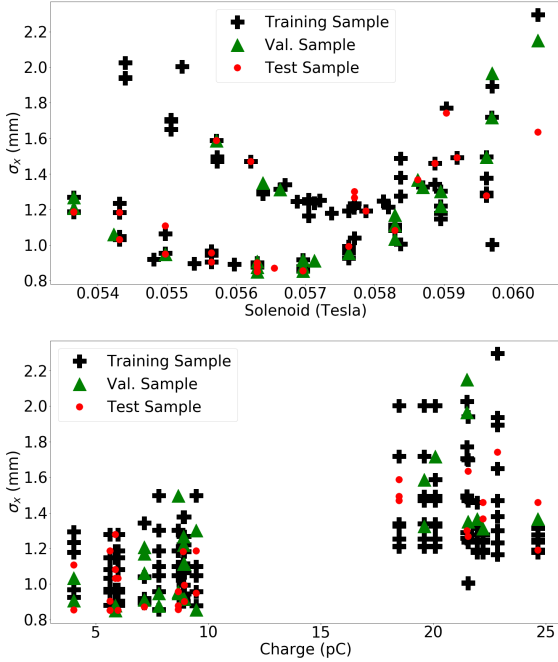 2.2
2.0
1.8
1.6
1.4
1.2
1.0
0.8
σx (mm)
Training Sample
Val. Sample
Test Sample
0.054 0.055 0.056 0.057 0.058 0.059 0.060
Solenoid (Tesla)
2.2
2.0
1.8
1.6
1.4
1.2
1.0
0.8
σx (mm)
Training Sample
Val. Sample
Test Sample
5 10 15 20 25
Charge (pC)